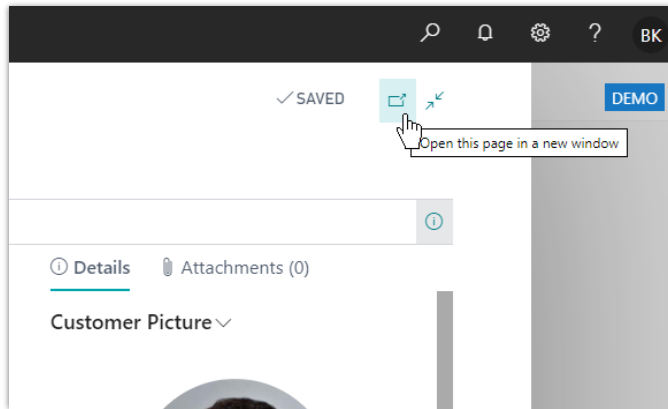 ? BK
SAVED
DEMO
Open this page in a new window
Details Attachments (0)
Customer Picture